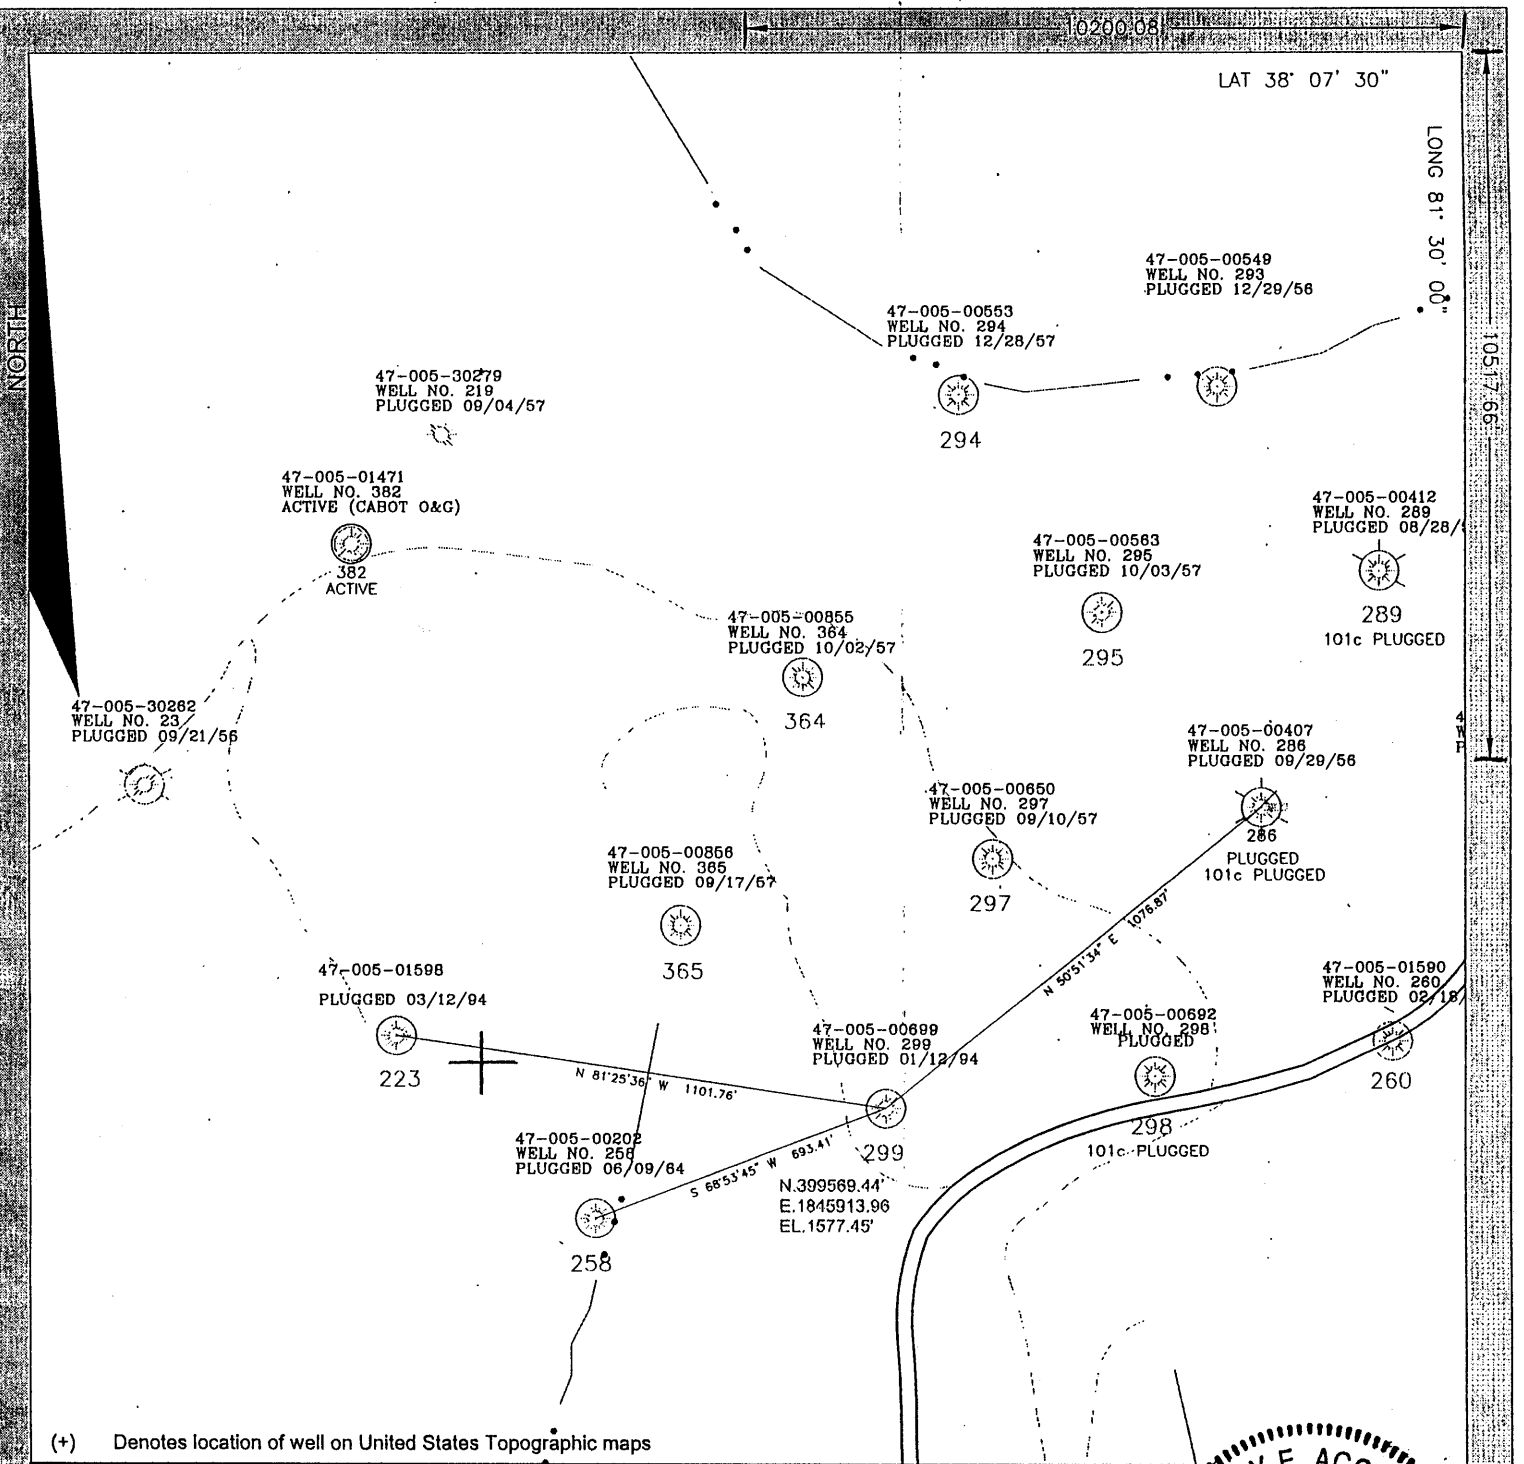 10200.08'
LAT 38° 07' 30"
LONG 81° 30' 00"
10517.66'
NORTH
47-005-00549
WELL NO. 293
PLUGGED 12/29/56
47-005-00553
WELL NO. 294
PLUGGED 12/28/57
294
47-005-30279
WELL NO. 219
PLUGGED 09/04/57
47-005-01471
WELL NO. 382
ACTIVE (CABOT O&G)
382
ACTIVE
47-005-00412
WELL NO. 289
PLUGGED 08/28/
289
101c PLUGGED
47-005-00563
WELL NO. 295
PLUGGED 10/03/57
295
47-005-00855
WELL NO. 364
PLUGGED 10/02/57
364
47-005-30262
WELL NO. 23
PLUGGED 09/21/56
47-005-00407
WELL NO. 286
PLUGGED 09/29/56
286
PLUGGED
101c PLUGGED
4
W
P
47-005-00650
WELL NO. 297
PLUGGED 09/10/57
297
47-005-00856
WELL NO. 365
PLUGGED 09/17/57
365
N 50°51'34" E 1076.87'
47-005-01598
PLUGGED 03/12/94
223
47-005-01590
WELL NO. 260
PLUGGED 02/18/
260
47-005-00692
WELL NO. 298
PLUGGED
298
101c PLUGGED
47-005-00699
WELL NO. 299
PLUGGED 01/12/94
299
N 81°25'36" W 1101.76'
S 68°53'45" W 693.41'
N.399569.44'
E.1845913.96
EL.1577.45'
47-005-00202
WELL NO. 258
PLUGGED 06/09/64
258
(+) Denotes location of well on United States Topographic maps